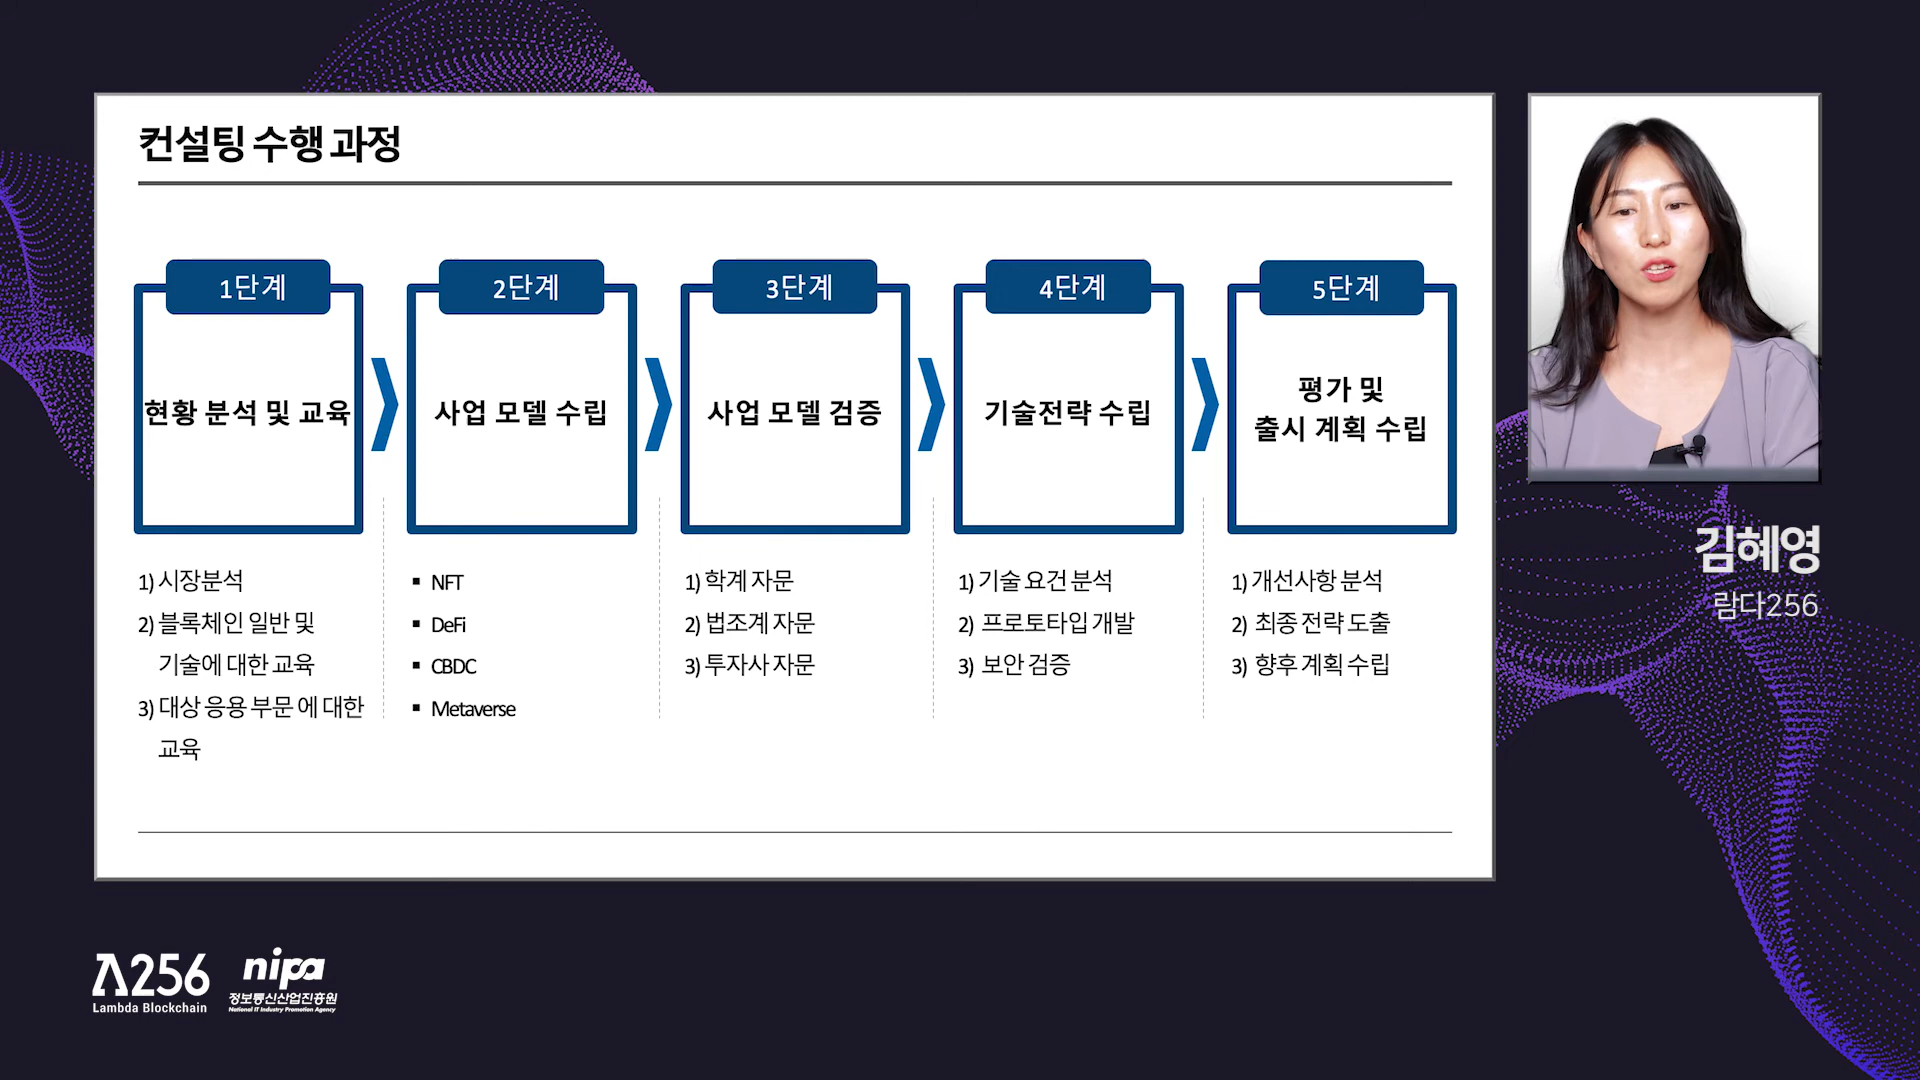 컨설팅 수행 과정
1단계
현황 분석 및 교육
1) 시장분석
2) 블록체인 일반 및
기술에 대한 교육
3) 대상 응용 부문 에 대한
교육
2단계
사업 모델 수립
▪ NFT
▪ DeFi
▪ CBDC
▪ Metaverse
3단계
사업 모델 검증
1) 학계 자문
2) 법조계 자문
3) 투자사 자문
4단계
기술전략 수립
1) 기술 요건 분석
2) 프로토타입 개발
3) 보안 검증
5단계
평가 및
출시 계획 수립
1) 개선사항 분석
2) 최종 전략 도출
3) 향후 계획 수립
김혜영
람다256
Λ256
Lambda Blockchain
nipa
정보통신산업진흥원
National IT Industry Promotion Agency